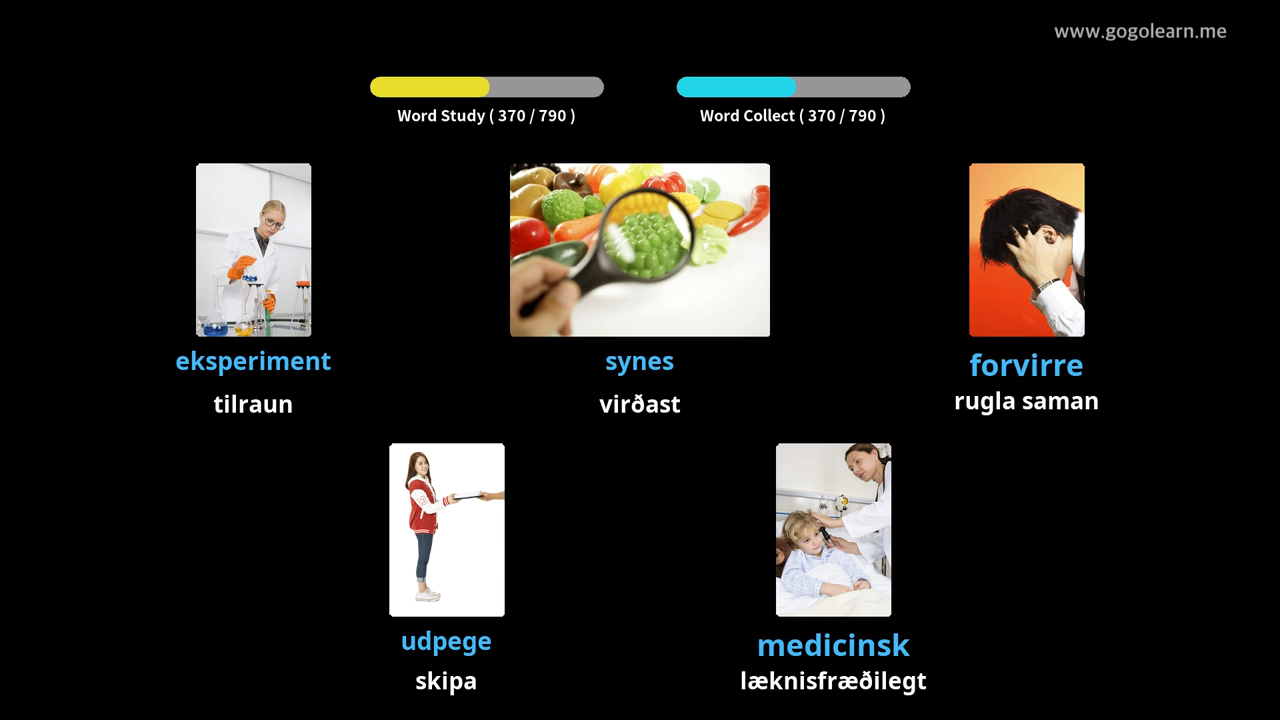 www.gogolearn.me
Word Study ( 370 / 790 )
Word Collect ( 370 / 790 )
eksperiment
tilraun
synes
virðast
forvirre
rugla saman
udpege
skipa
medicinsk
læknisfræðilegt